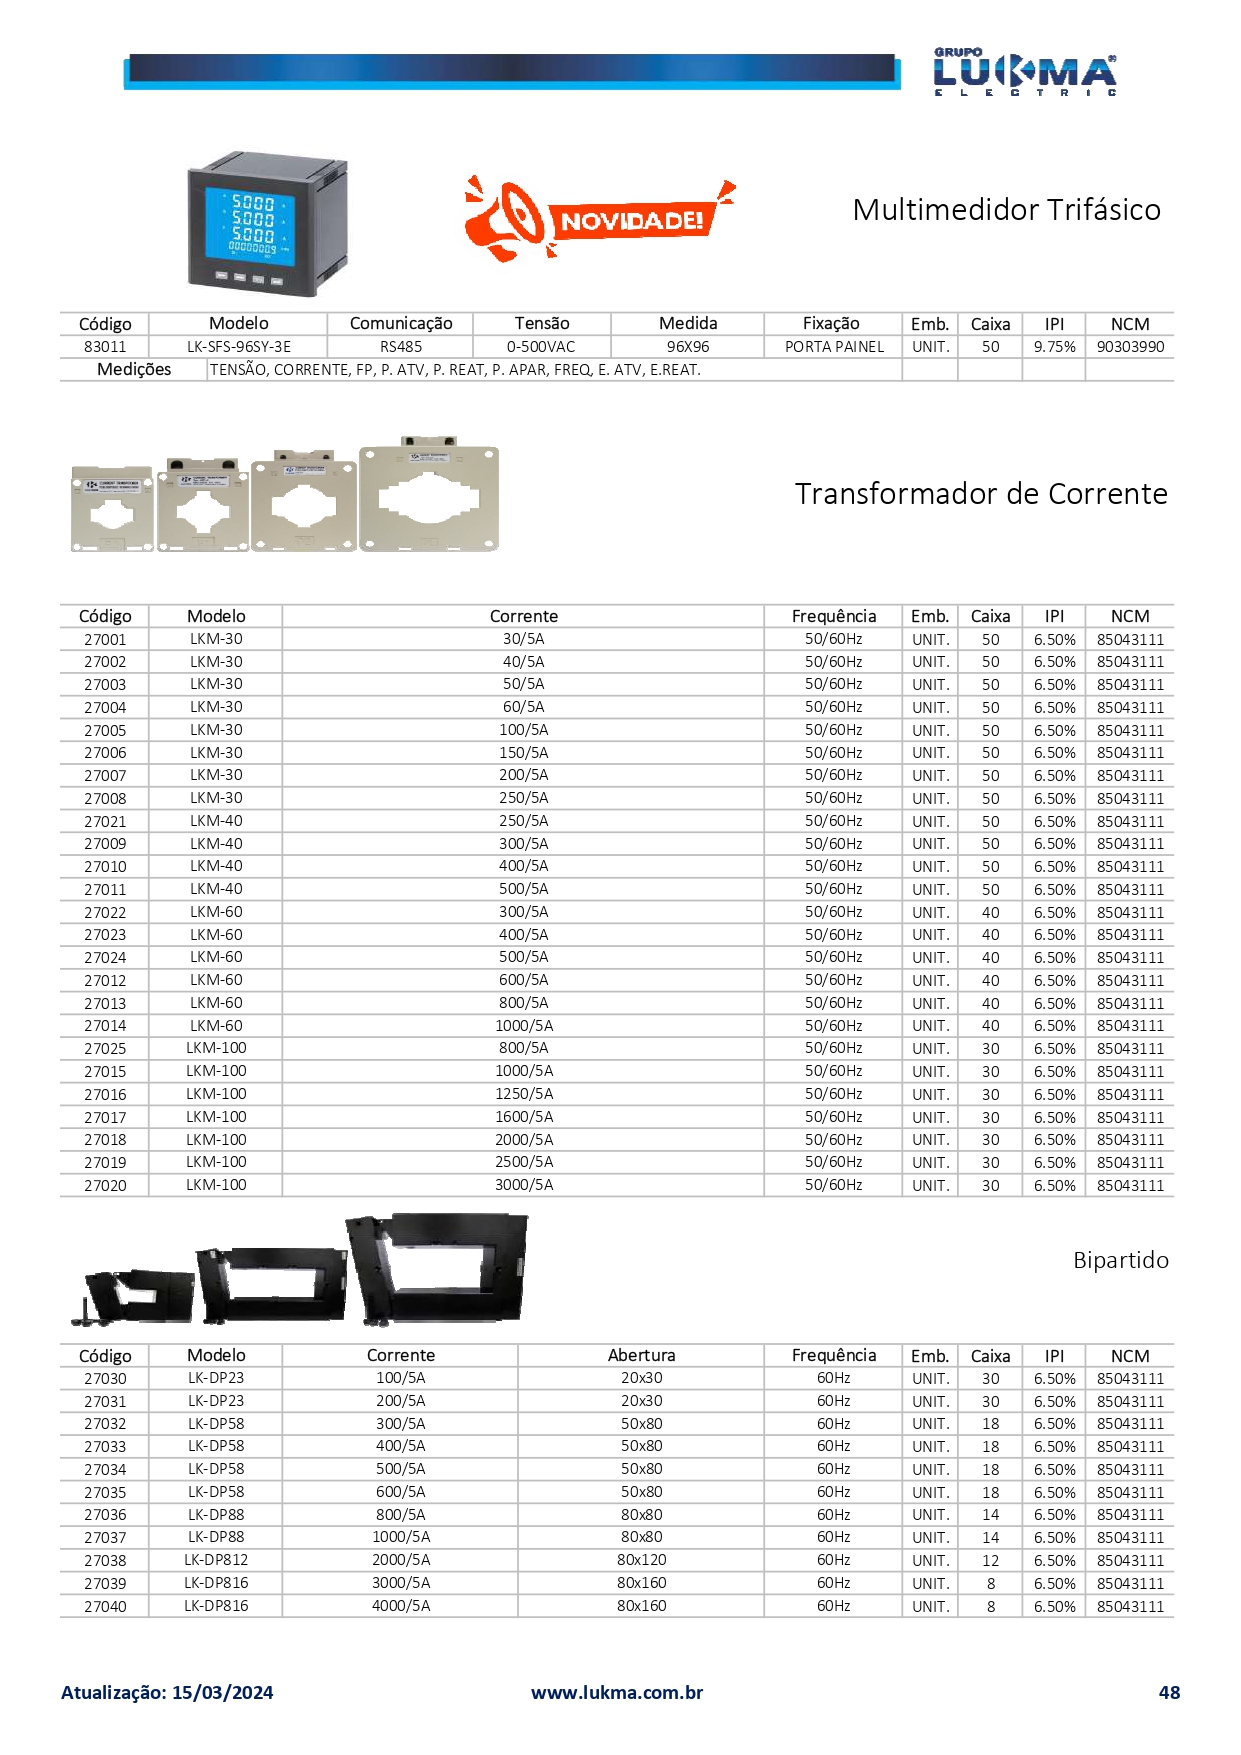 GRUPO
LUKMA®
ELECTRIC
5.000
5.000
5.000
NOVIDADE!
Multimedidor Trifásico
Código Modelo Comunicação Tensão Medida Fixação Emb. Caixa IPI NCM
83011 LK-SFS-96SY-3E RS485 0-500VAC 96X96 PORTA PAINEL UNIT. 50 9.75% 90303990
Medições TENSÃO, CORRENTE, FP, P. ATV, P. REAT, P. APAR, FREQ, E. ATV, E.REAT.
Transformador de Corrente
Código Modelo Corrente Frequência Emb. Caixa IPI NCM
27001 LKM-30 30/5A 50/60Hz UNIT. 50 6.50% 85043111
27002 LKM-30 40/5A 50/60Hz UNIT. 50 6.50% 85043111
27003 LKM-30 50/5A 50/60Hz UNIT. 50 6.50% 85043111
27004 LKM-30 60/5A 50/60Hz UNIT. 50 6.50% 85043111
27005 LKM-30 100/5A 50/60Hz UNIT. 50 6.50% 85043111
27006 LKM-30 150/5A 50/60Hz UNIT. 50 6.50% 85043111
27007 LKM-30 200/5A 50/60Hz UNIT. 50 6.50% 85043111
27008 LKM-30 250/5A 50/60Hz UNIT. 50 6.50% 85043111
27021 LKM-40 250/5A 50/60Hz UNIT. 50 6.50% 85043111
27009 LKM-40 300/5A 50/60Hz UNIT. 50 6.50% 85043111
27010 LKM-40 400/5A 50/60Hz UNIT. 50 6.50% 85043111
27011 LKM-40 500/5A 50/60Hz UNIT. 50 6.50% 85043111
27022 LKM-60 300/5A 50/60Hz UNIT. 40 6.50% 85043111
27023 LKM-60 400/5A 50/60Hz UNIT. 40 6.50% 85043111
27024 LKM-60 500/5A 50/60Hz UNIT. 40 6.50% 85043111
27012 LKM-60 600/5A 50/60Hz UNIT. 40 6.50% 85043111
27013 LKM-60 800/5A 50/60Hz UNIT. 40 6.50% 85043111
27014 LKM-60 1000/5A 50/60Hz UNIT. 40 6.50% 85043111
27025 LKM-100 800/5A 50/60Hz UNIT. 30 6.50% 85043111
27015 LKM-100 1000/5A 50/60Hz UNIT. 30 6.50% 85043111
27016 LKM-100 1250/5A 50/60Hz UNIT. 30 6.50% 85043111
27017 LKM-100 1600/5A 50/60Hz UNIT. 30 6.50% 85043111
27018 LKM-100 2000/5A 50/60Hz UNIT. 30 6.50% 85043111
27019 LKM-100 2500/5A 50/60Hz UNIT. 30 6.50% 85043111
27020 LKM-100 3000/5A 50/60Hz UNIT. 30 6.50% 85043111
Bipartido
Código Modelo Corrente Abertura Frequência Emb. Caixa IPI NCM
27030 LK-DP23 100/5A 20x30 60Hz UNIT. 30 6.50% 85043111
27031 LK-DP23 200/5A 20x30 60Hz UNIT. 30 6.50% 85043111
27032 LK-DP58 300/5A 50x80 60Hz UNIT. 18 6.50% 85043111
27033 LK-DP58 400/5A 50x80 60Hz UNIT. 18 6.50% 85043111
27034 LK-DP58 500/5A 50x80 60Hz UNIT. 18 6.50% 85043111
27035 LK-DP58 600/5A 50x80 60Hz UNIT. 18 6.50% 85043111
27036 LK-DP88 800/5A 80x80 60Hz UNIT. 14 6.50% 85043111
27037 LK-DP88 1000/5A 80x80 60Hz UNIT. 14 6.50% 85043111
27038 LK-DP812 2000/5A 80x120 60Hz UNIT. 12 6.50% 85043111
27039 LK-DP816 3000/5A 80x160 60Hz UNIT. 8 6.50% 85043111
27040 LK-DP816 4000/5A 80x160 60Hz UNIT. 8 6.50% 85043111
Atualização: 15/03/2024 www.lukma.com.br 48